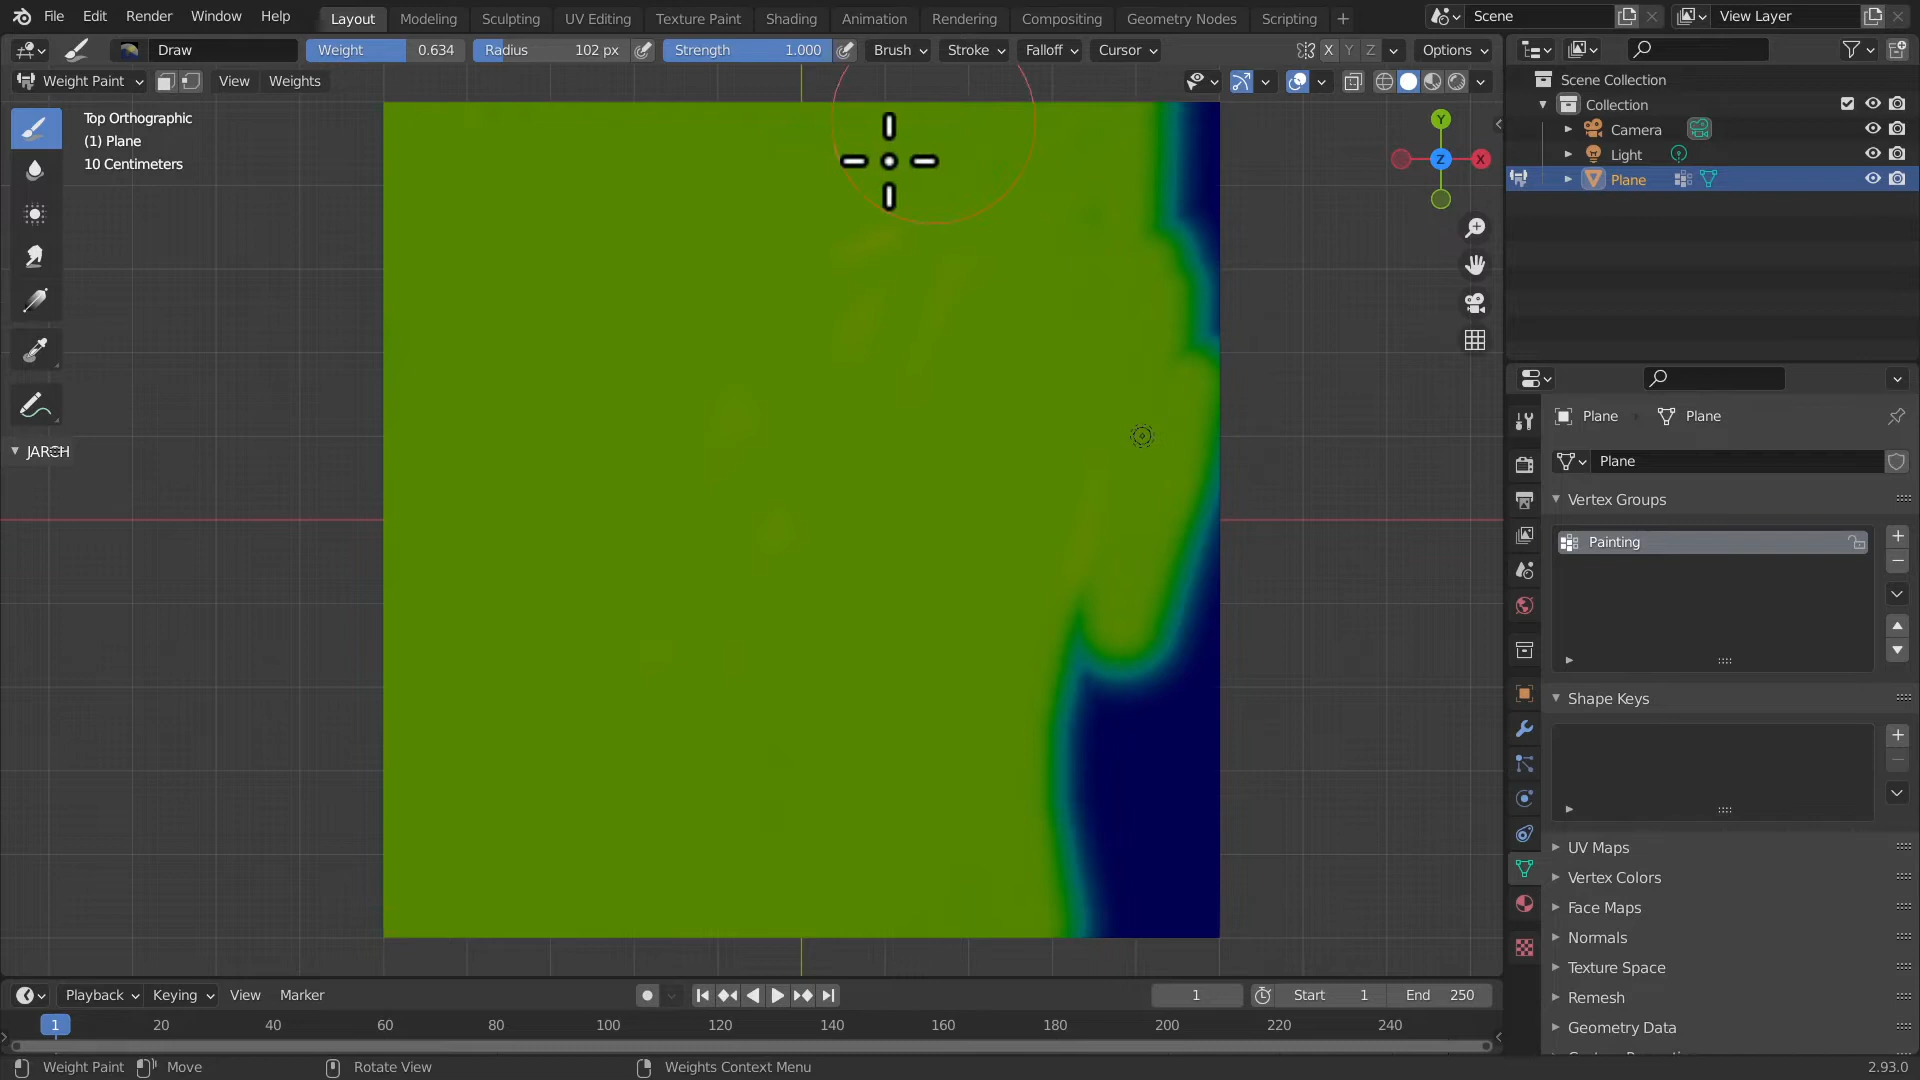 File Edit Render Window Help Layout Modeling Sculpting UV Editing Texture Paint Shading Animation Rendering Compositing Geometry Nodes Scripting + Scene View Layer
Draw Weight 0.634 Radius 102 px Strength 1.000 Brush Stroke Falloff Cursor X Y Z Options
Weight Paint View Weights
Scene Collection
Collection
Camera
Light
Plane
Top Orthographic
(1) Plane
10 Centimeters
Y
Z X
JARCH
Plane Plane
Plane
Vertex Groups
Painting
Shape Keys
UV Maps
Vertex Colors
Face Maps
Normals
Texture Space
Remesh
Geometry Data
Playback Keying View Marker 1 Start 1 End 250
1 20 40 60 80 100 120 140 160 180 200 220 240
Weight Paint Move Rotate View Weights Context Menu 2.93.0